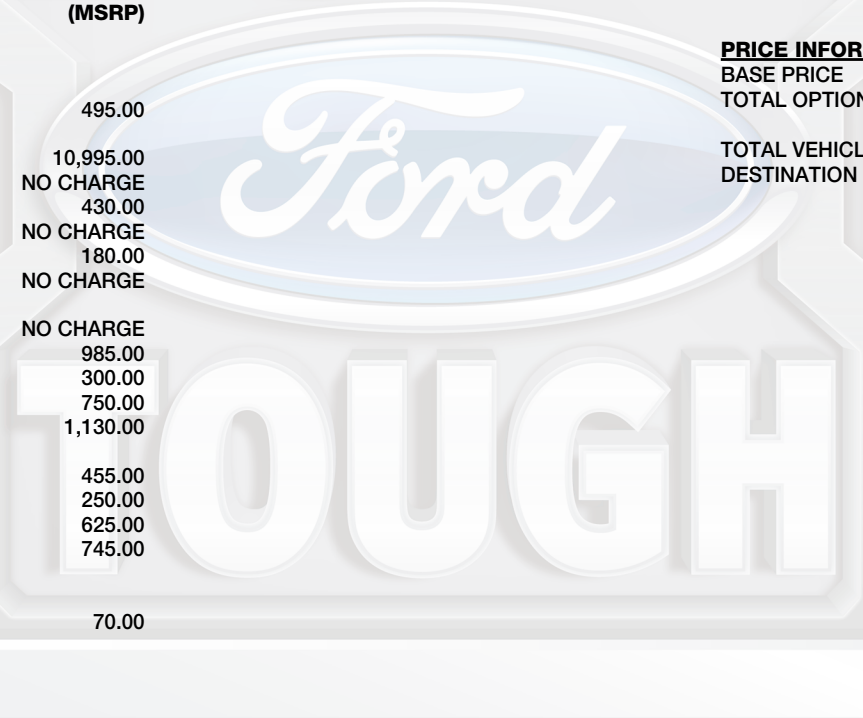 (MSRP)
495.00
10,995.00
NO CHARGE
430.00
NO CHARGE
180.00
NO CHARGE
NO CHARGE
985.00
300.00
750.00
1,130.00
455.00
250.00
625.00
745.00
70.00
PRICE INFOR
BASE PRICE
TOTAL OPTION
TOTAL VEHICL
DESTINATION
Ford
TOUGH